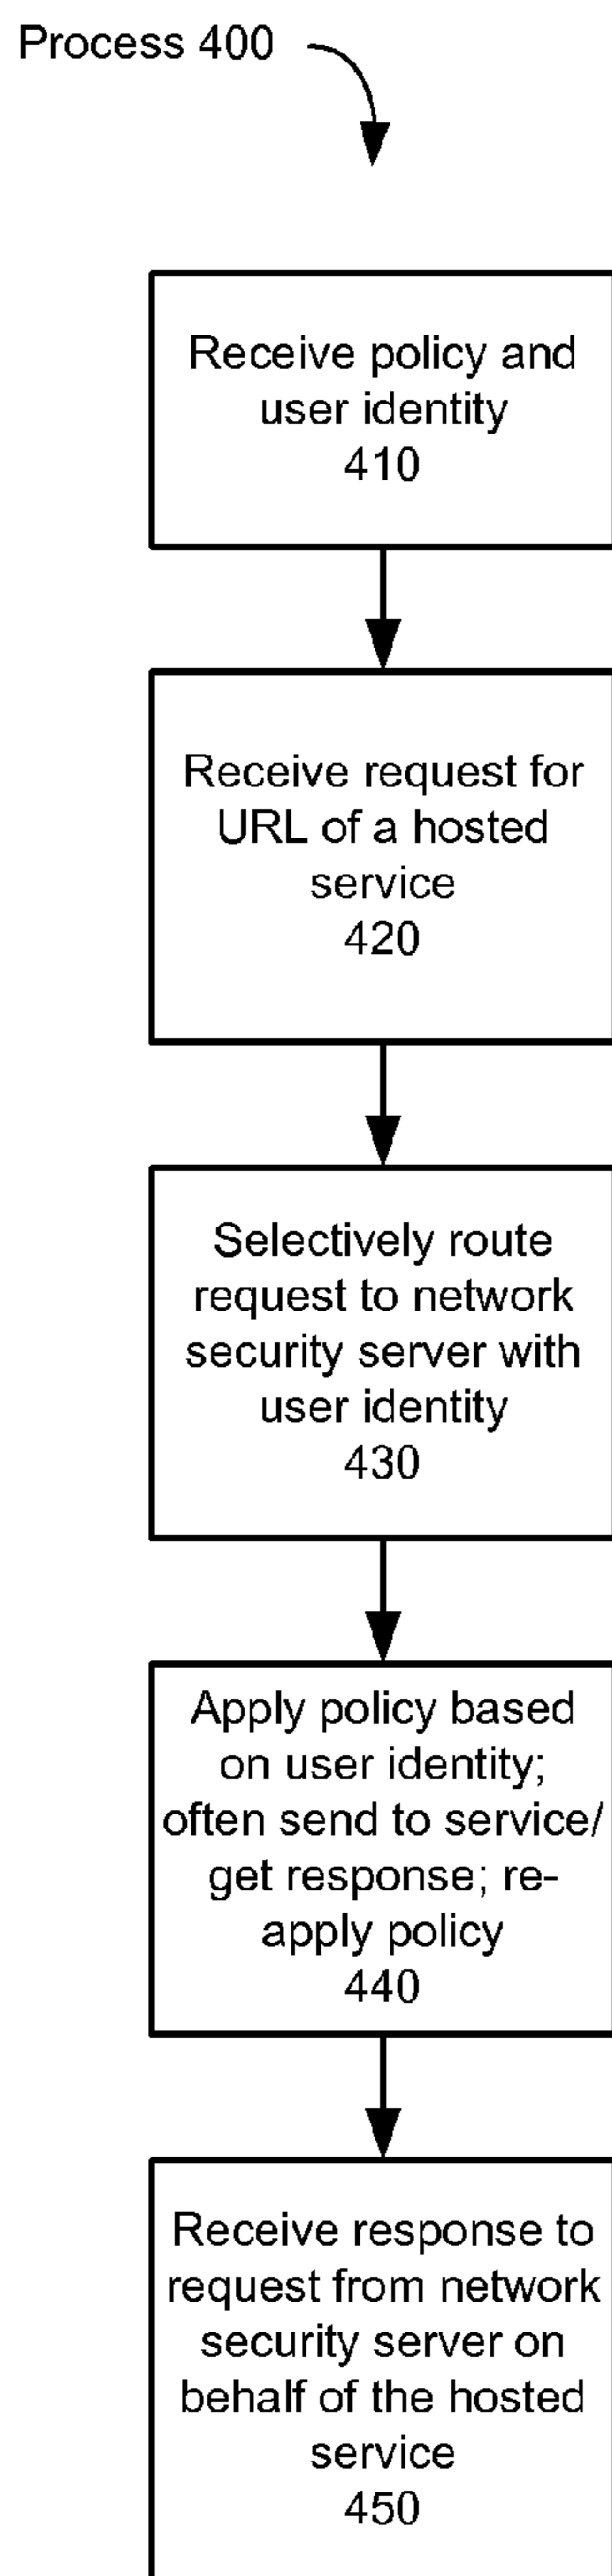 Process 400
Receive policy and
user identity
410
Receive request for
URL of a hosted
service
420
Selectively route
request to network
security server with
user identity
430
Apply policy based
on user identity;
often send to service/
get response; re-
apply policy
440
Receive response to
request from network
security server on
behalf of the hosted
service
450